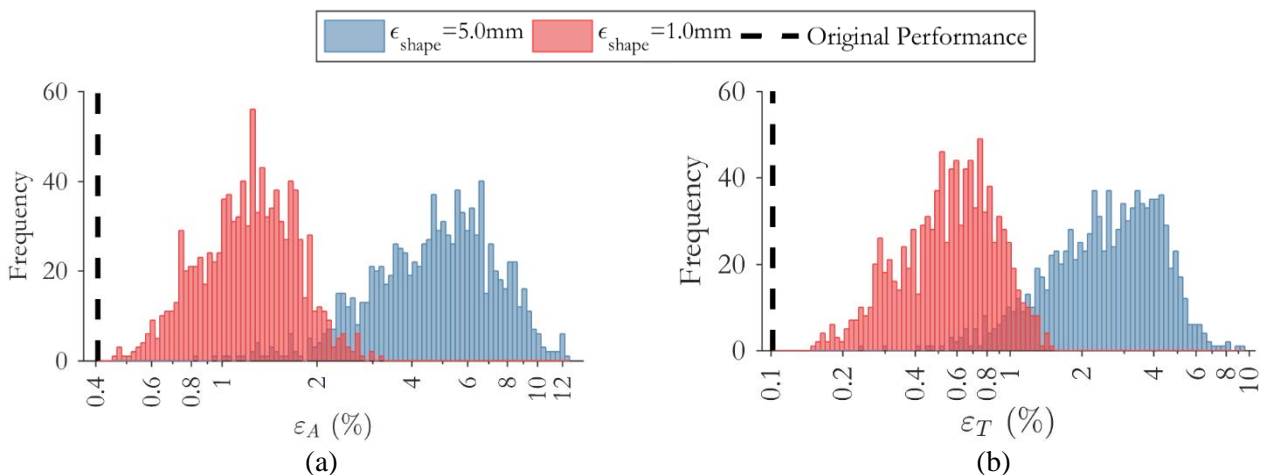 ϵshape=5.0mm ϵshape=1.0mm Original Performance
60
40
20
0
Frequency
0.4 0.6 0.8 1 2 4 6 8 10 12
εA (%)
(a)
60
40
20
0
Frequency
0.1 0.2 0.4 0.6 0.8 1 2 4 6 8 10
εT (%)
(b)